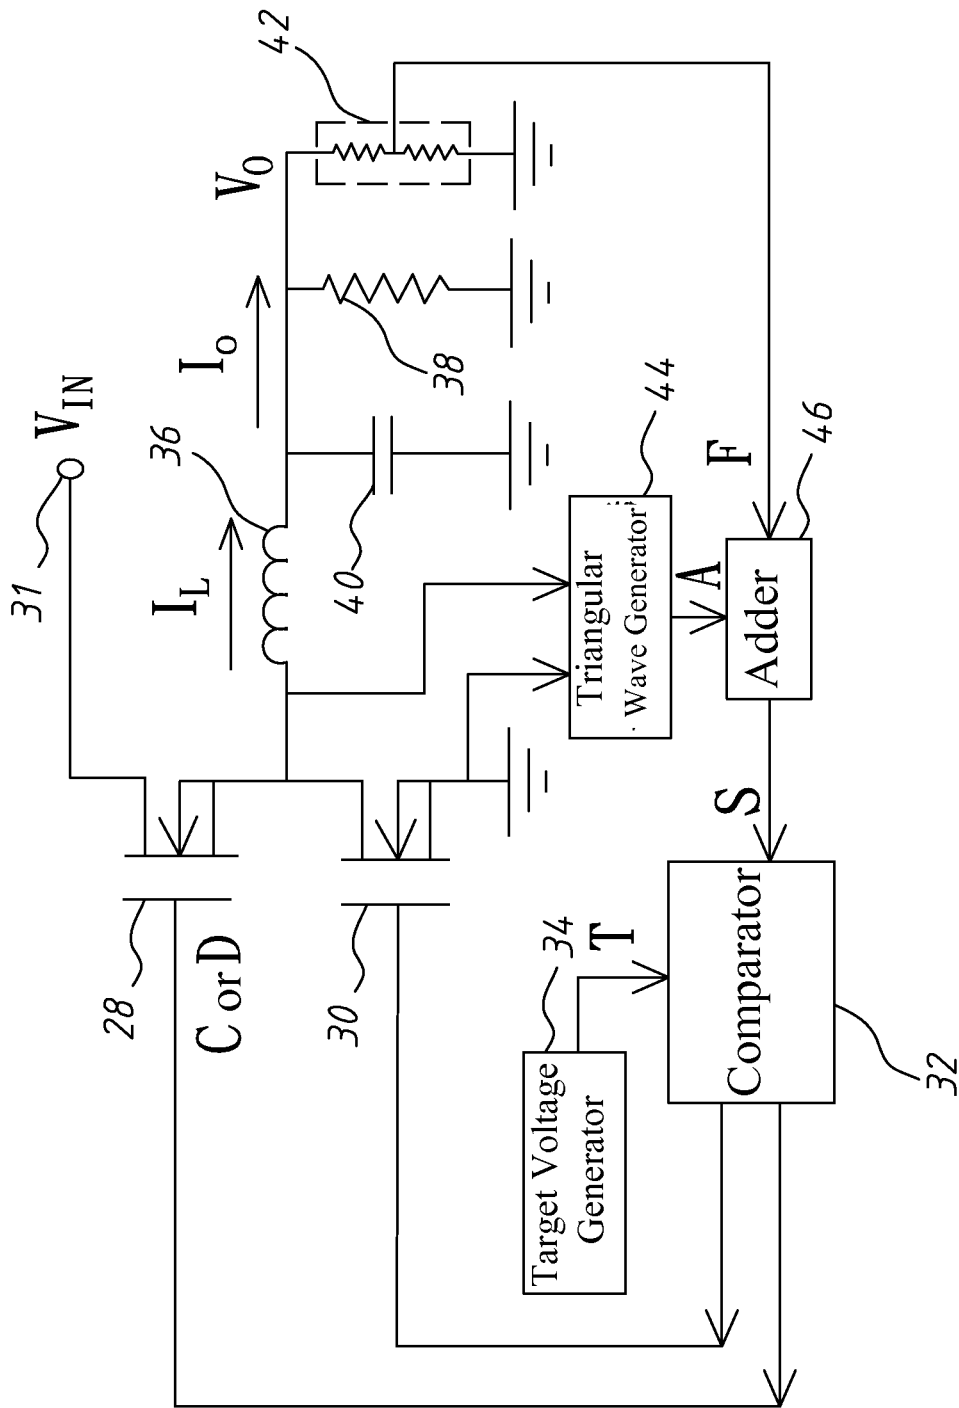 31
V_IN
28
C or D
I_L
36
I_O
V_O
42
30
40
38
Target Voltage
Generator
34
T
Triangular
Wave Generator
44
A
F
Comparator
32
S
Adder
46